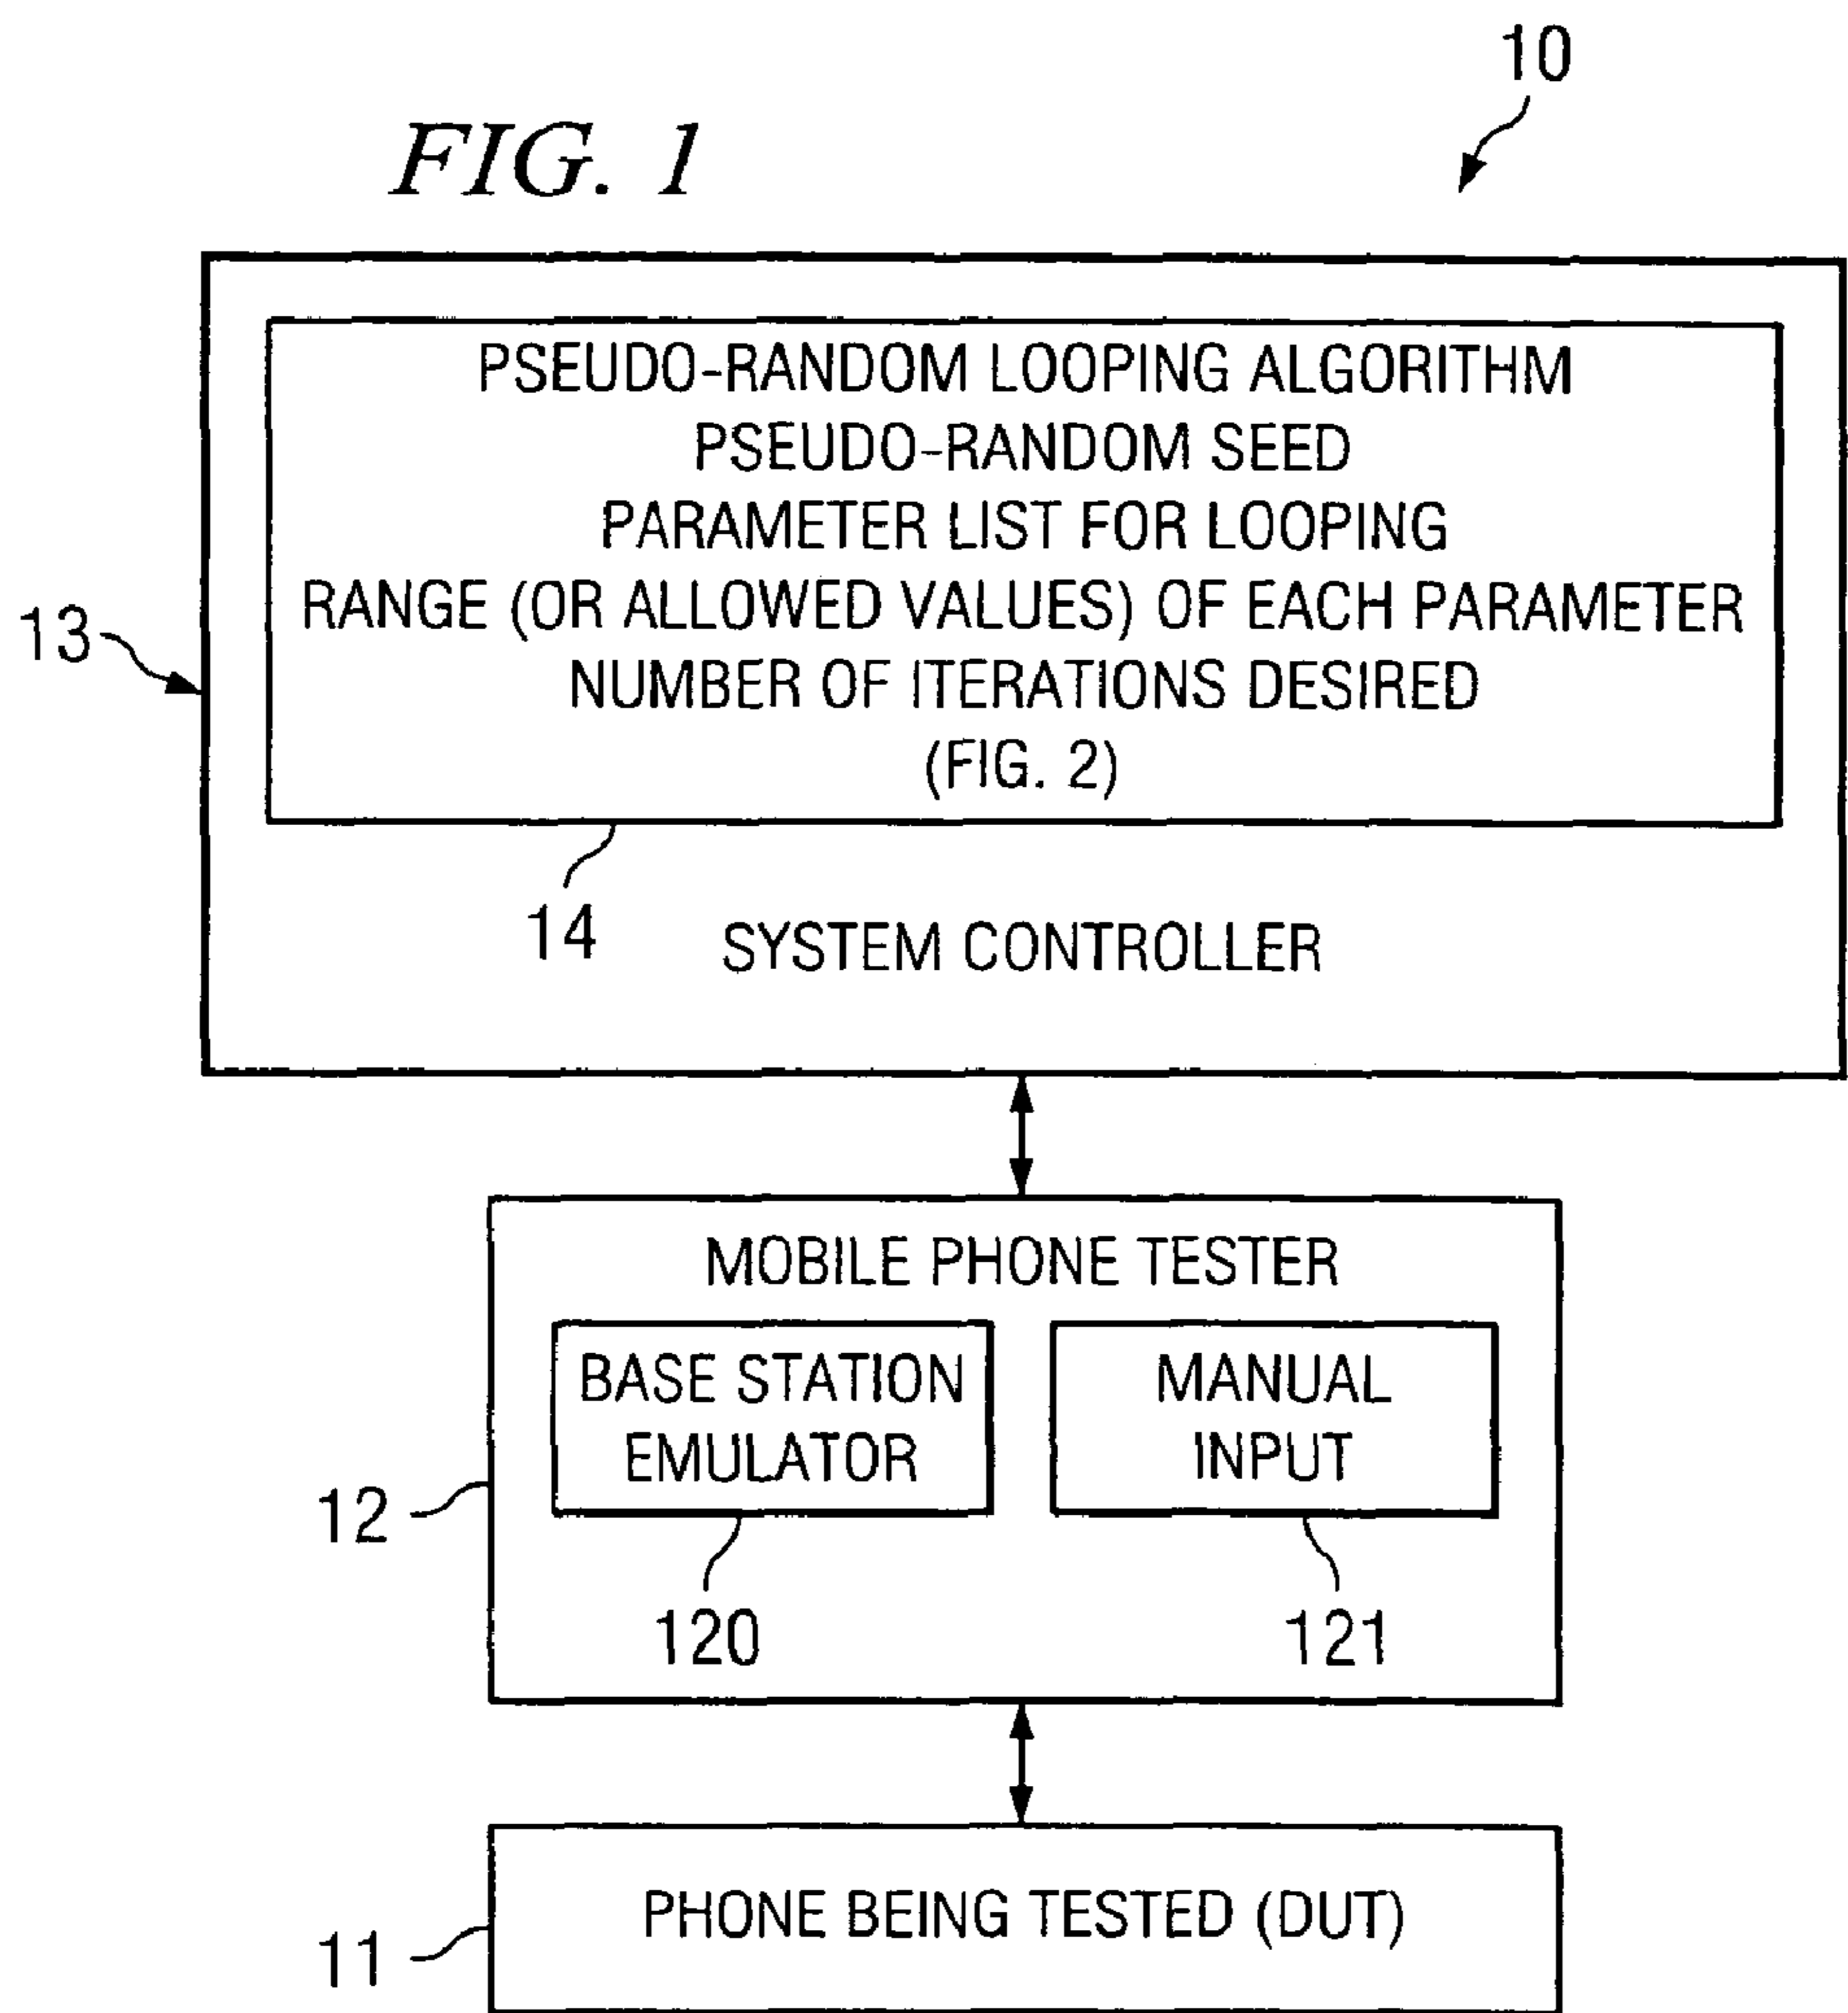 10
FIG. 1
PSEUDO-RANDOM LOOPING ALGORITHM
PSEUDO-RANDOM SEED
PARAMETER LIST FOR LOOPING
RANGE (OR ALLOWED VALUES) OF EACH PARAMETER
NUMBER OF ITERATIONS DESIRED
(FIG. 2)
13
14
SYSTEM CONTROLLER
MOBILE PHONE TESTER
BASE STATION
EMULATOR
MANUAL
INPUT
12
120
121
PHONE BEING TESTED (DUT)
11